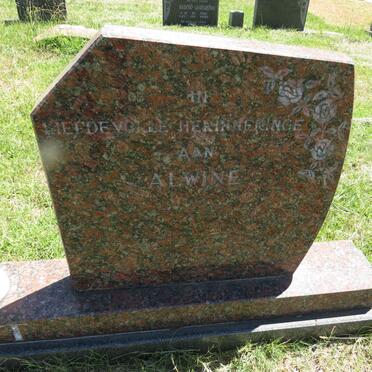 IN
LIEFDEVOLLE HERINNERINGE
AAN
ALWINE